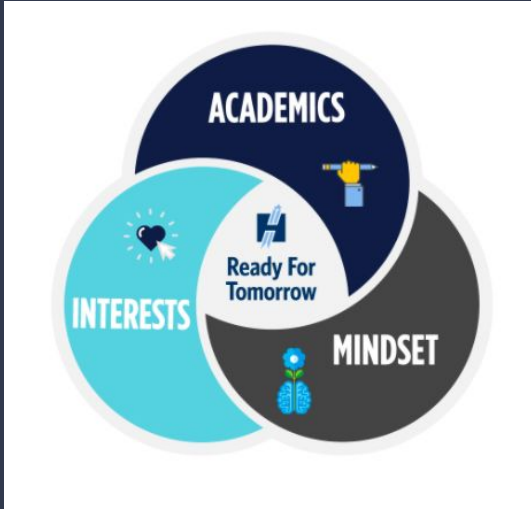 ACADEMICS
Ready For
Tomorrow
INTERESTS
MINDSET